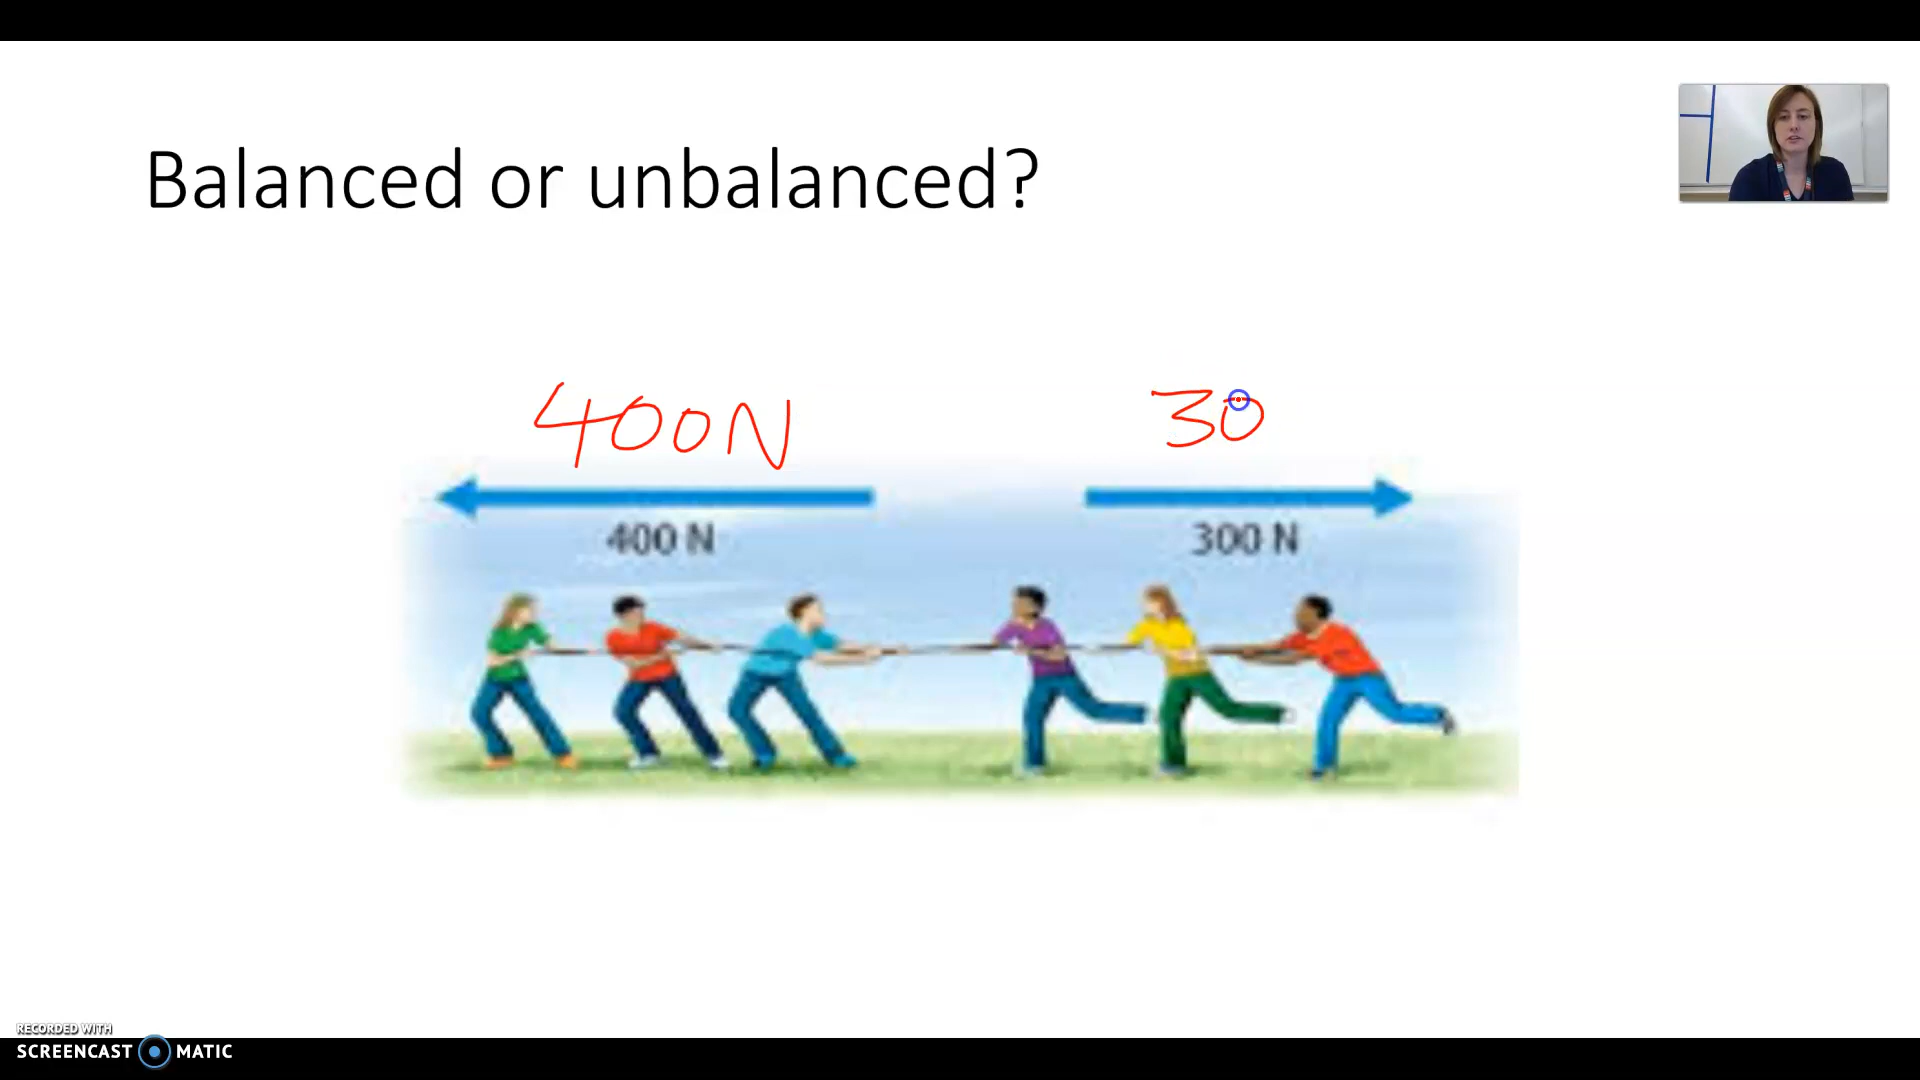 Balanced or unbalanced?
400N 30
400 N 300 N
RECORDED WITH
SCREENCAST MATIC